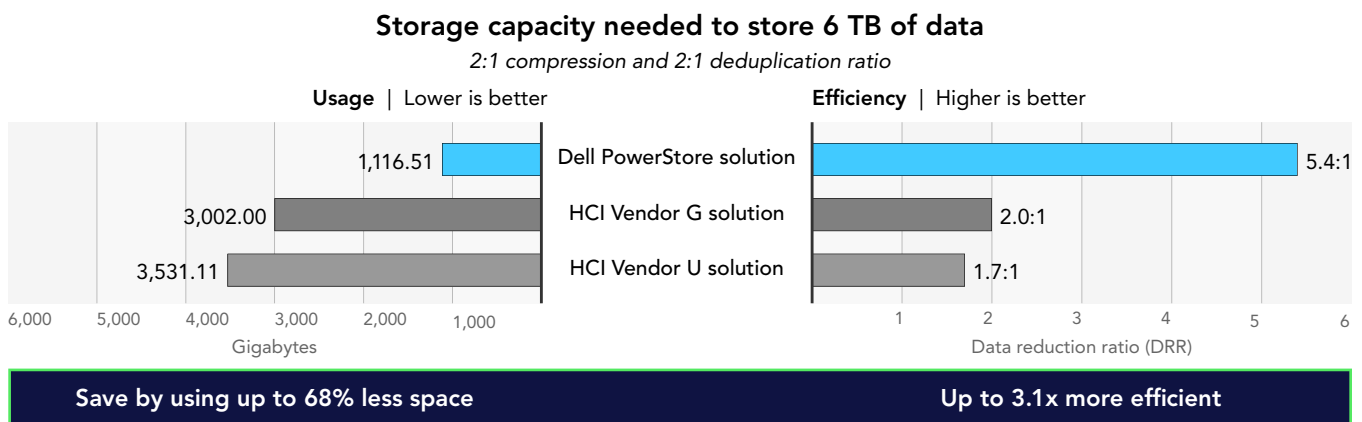 Storage capacity needed to store 6 TB of data
2:1 compression and 2:1 deduplication ratio
Usage | Lower is better
Efficiency | Higher is better
1,116.51
Dell PowerStore solution
5.4:1
3,002.00
HCI Vendor G solution
2.0:1
3,531.11
HCI Vendor U solution
1.7:1
6,000 5,000 4,000 3,000 2,000 1,000
1 2 3 4 5 6
Gigabytes
Data reduction ratio (DRR)
Save by using up to 68% less space
Up to 3.1x more efficient